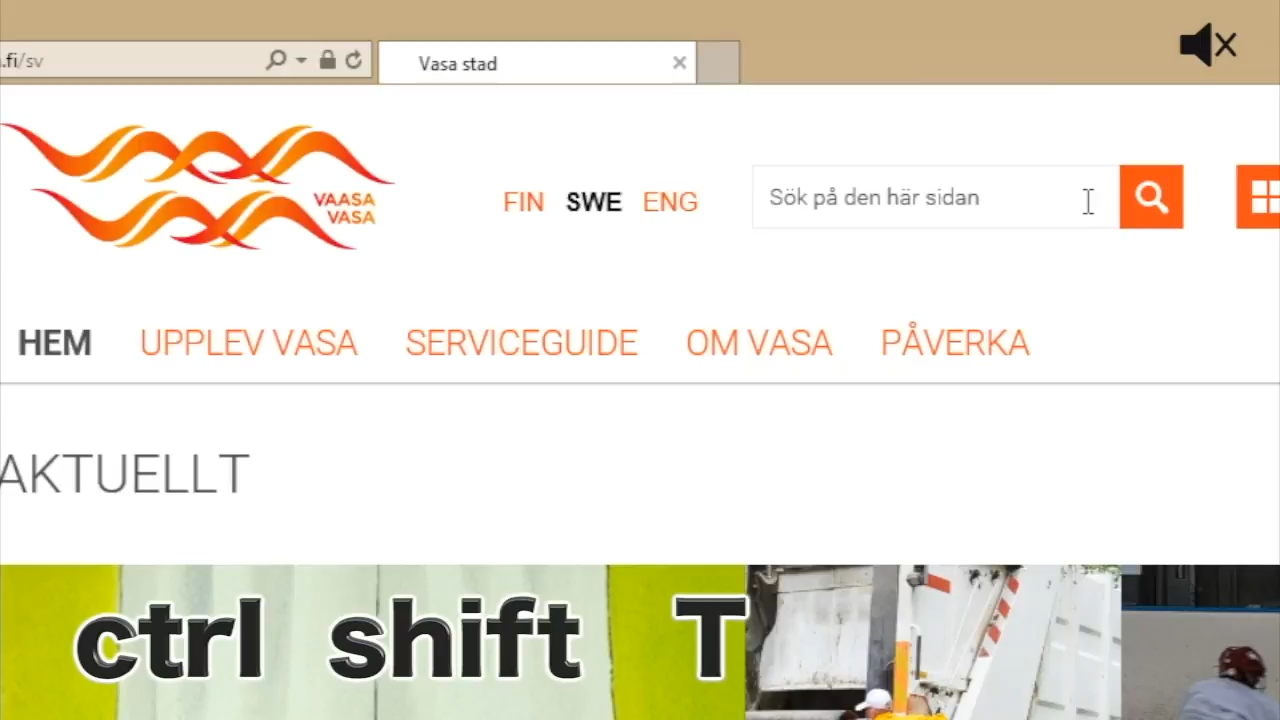 .fi/sv
Vasa stad
VAASA
VASA
FIN SWE ENG
Sök på den här sidan
HEM UPPLEV VASA SERVICEGUIDE OM VASA PÅVERKA
AKTUELLT
ctrl shift T